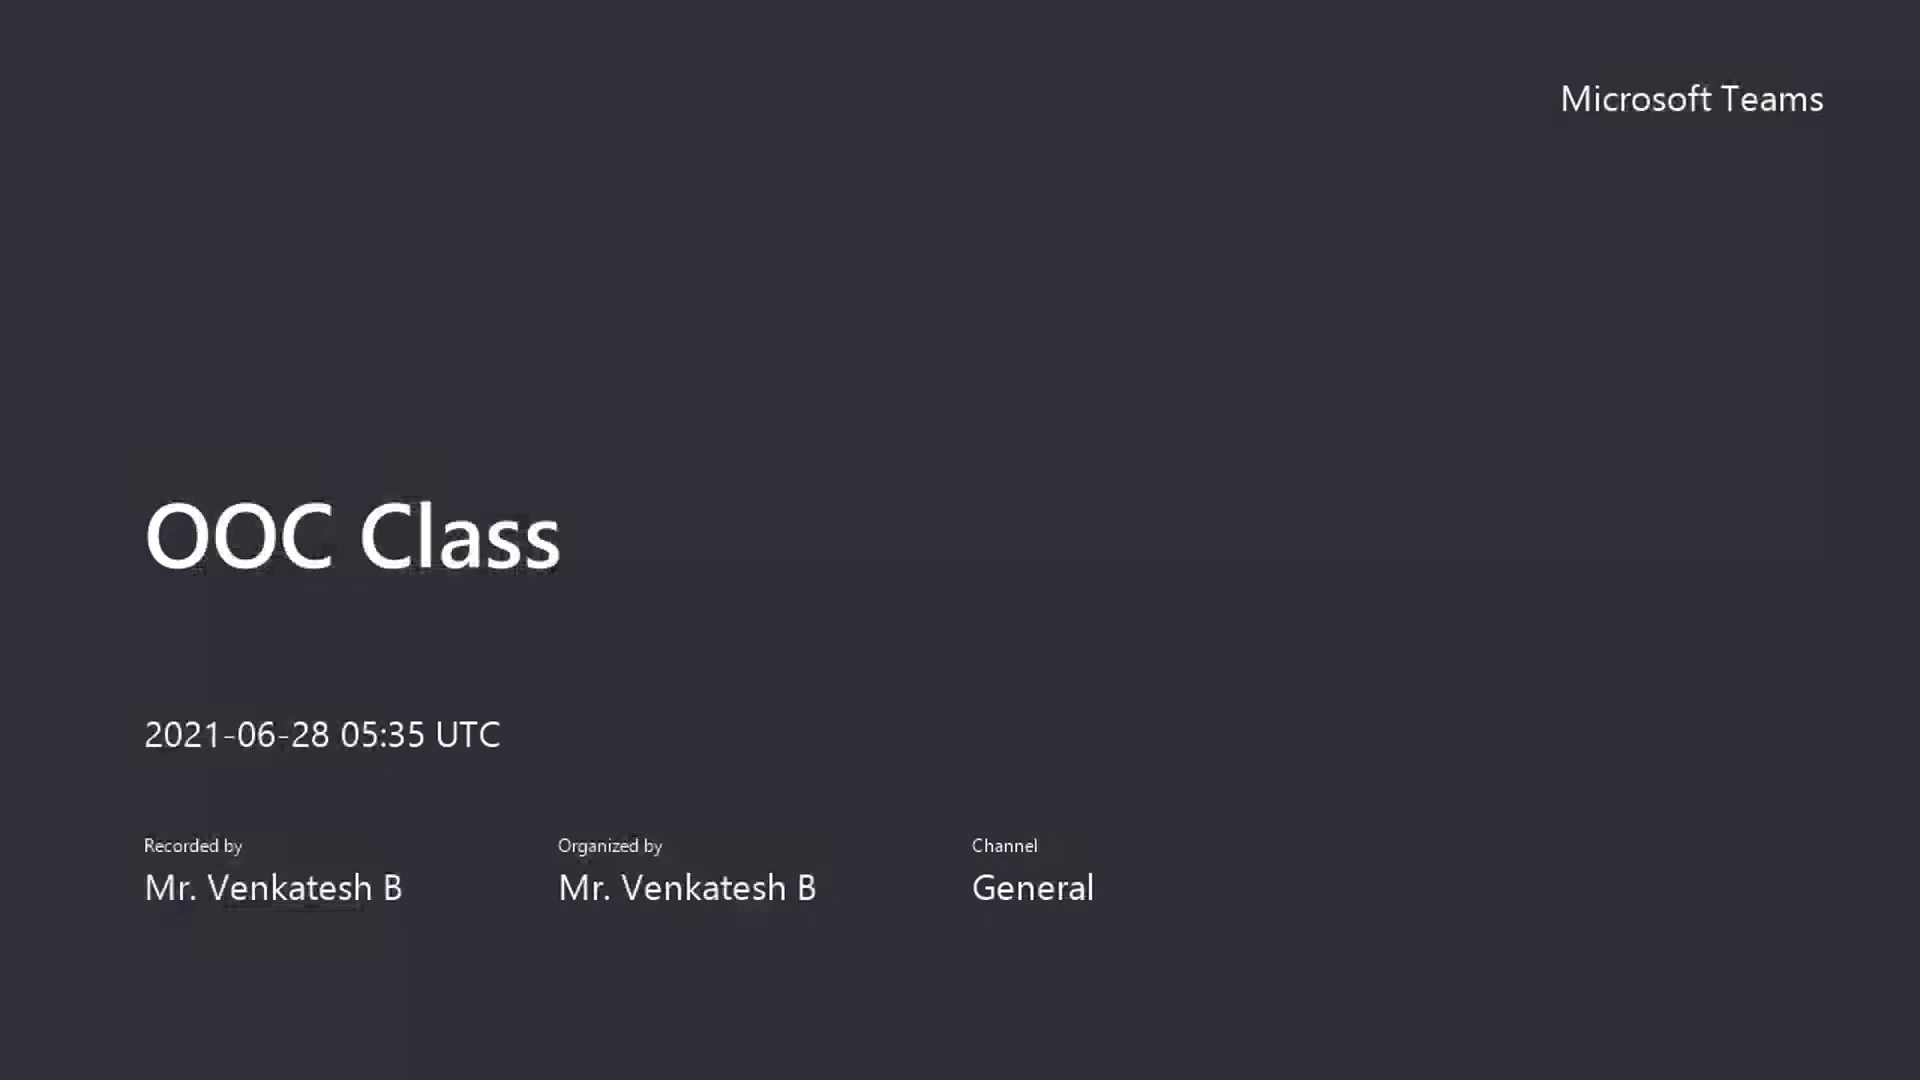 Microsoft Teams
OOC Class
2021-06-28 05:35 UTC
Recorded by
Mr. Venkatesh B
Organized by
Mr. Venkatesh B
Channel
General